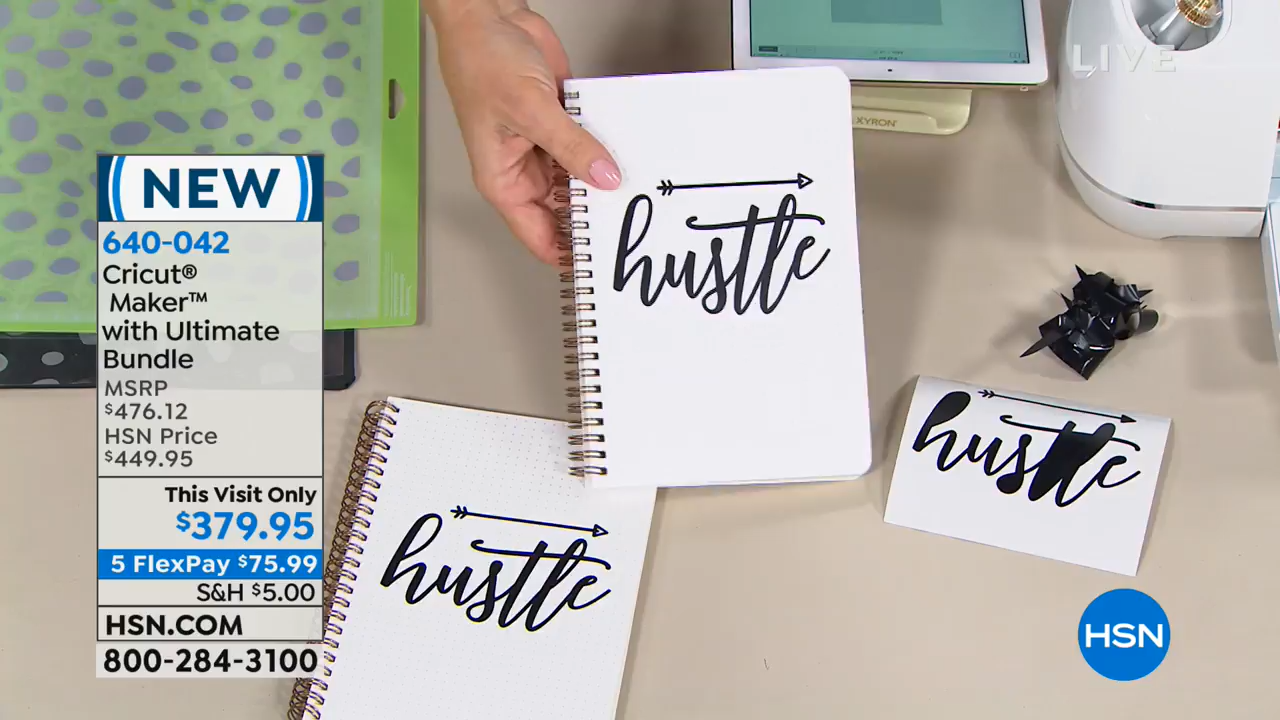 LIVE
XYRON
NEW
640-042
Cricut®
Maker™
with Ultimate
Bundle
MSRP
$476.12
HSN Price
$449.95
This Visit Only
$379.95
5 FlexPay $75.99
S&H $5.00
HSN.COM
800-284-3100
hustle
hustle
hustle
HSN